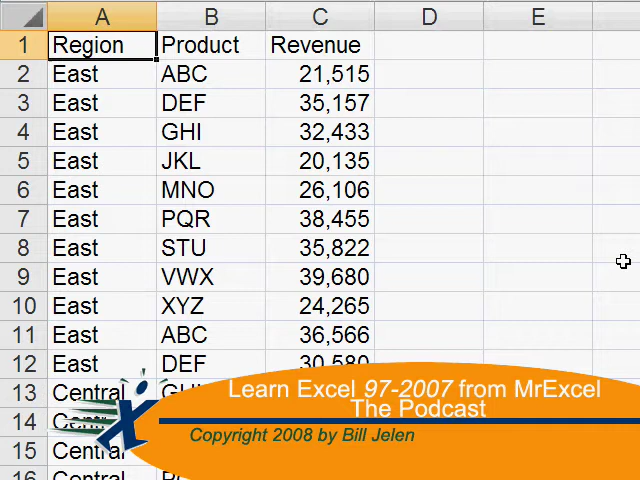 A B C D E
1 Region Product Revenue
2 East ABC 21,515
3 East DEF 35,157
4 East GHI 32,433
5 East JKL 20,135
6 East MNO 26,106
7 East PQR 38,455
8 East STU 35,822
9 East VWX 39,680
10 East XYZ 24,265
11 East ABC 36,566
12 East DEF 30,580
13 Central
14 Central
15 Central
16 Central
Learn Excel 97-2007 from MrExcel
The Podcast
Copyright 2008 by Bill Jelen